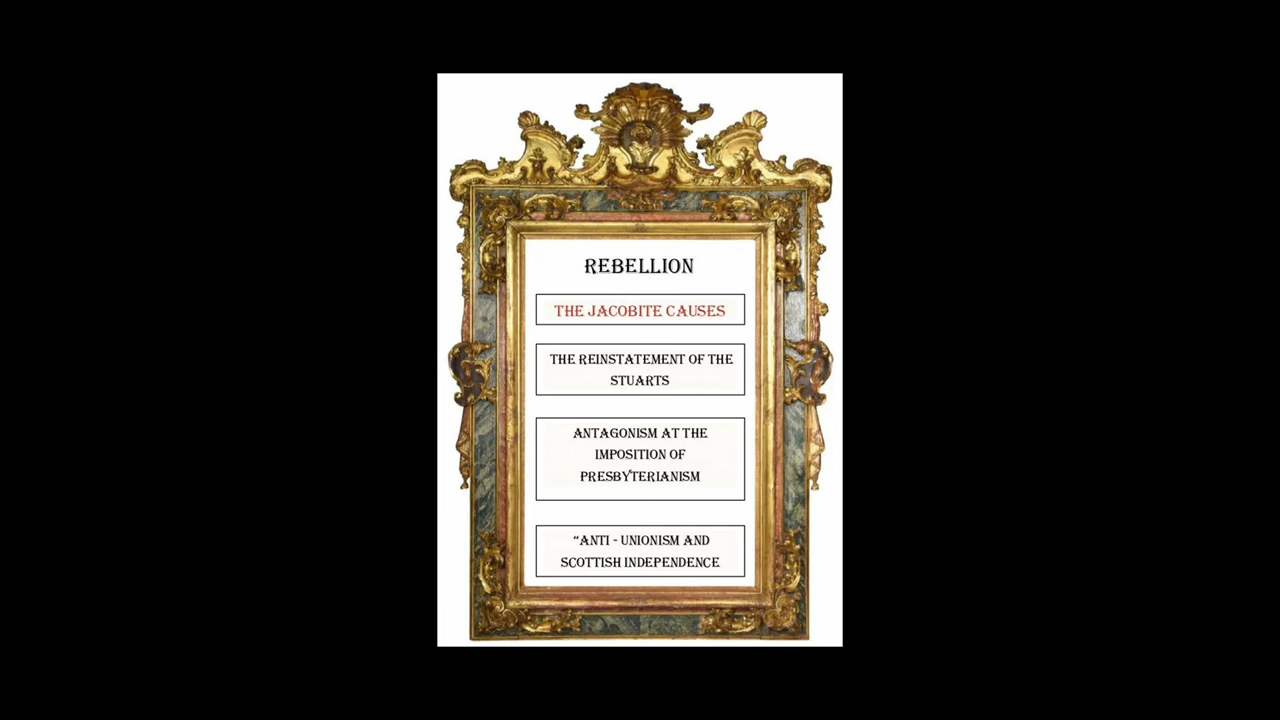 REBELLION
THE JACOBITE CAUSES
THE REINSTATEMENT OF THE
STUARTS
ANTAGONISM AT THE
IMPOSITION OF
PRESBYTERIANISM
“ANTI - UNIONISM AND
SCOTTISH INDEPENDENCE